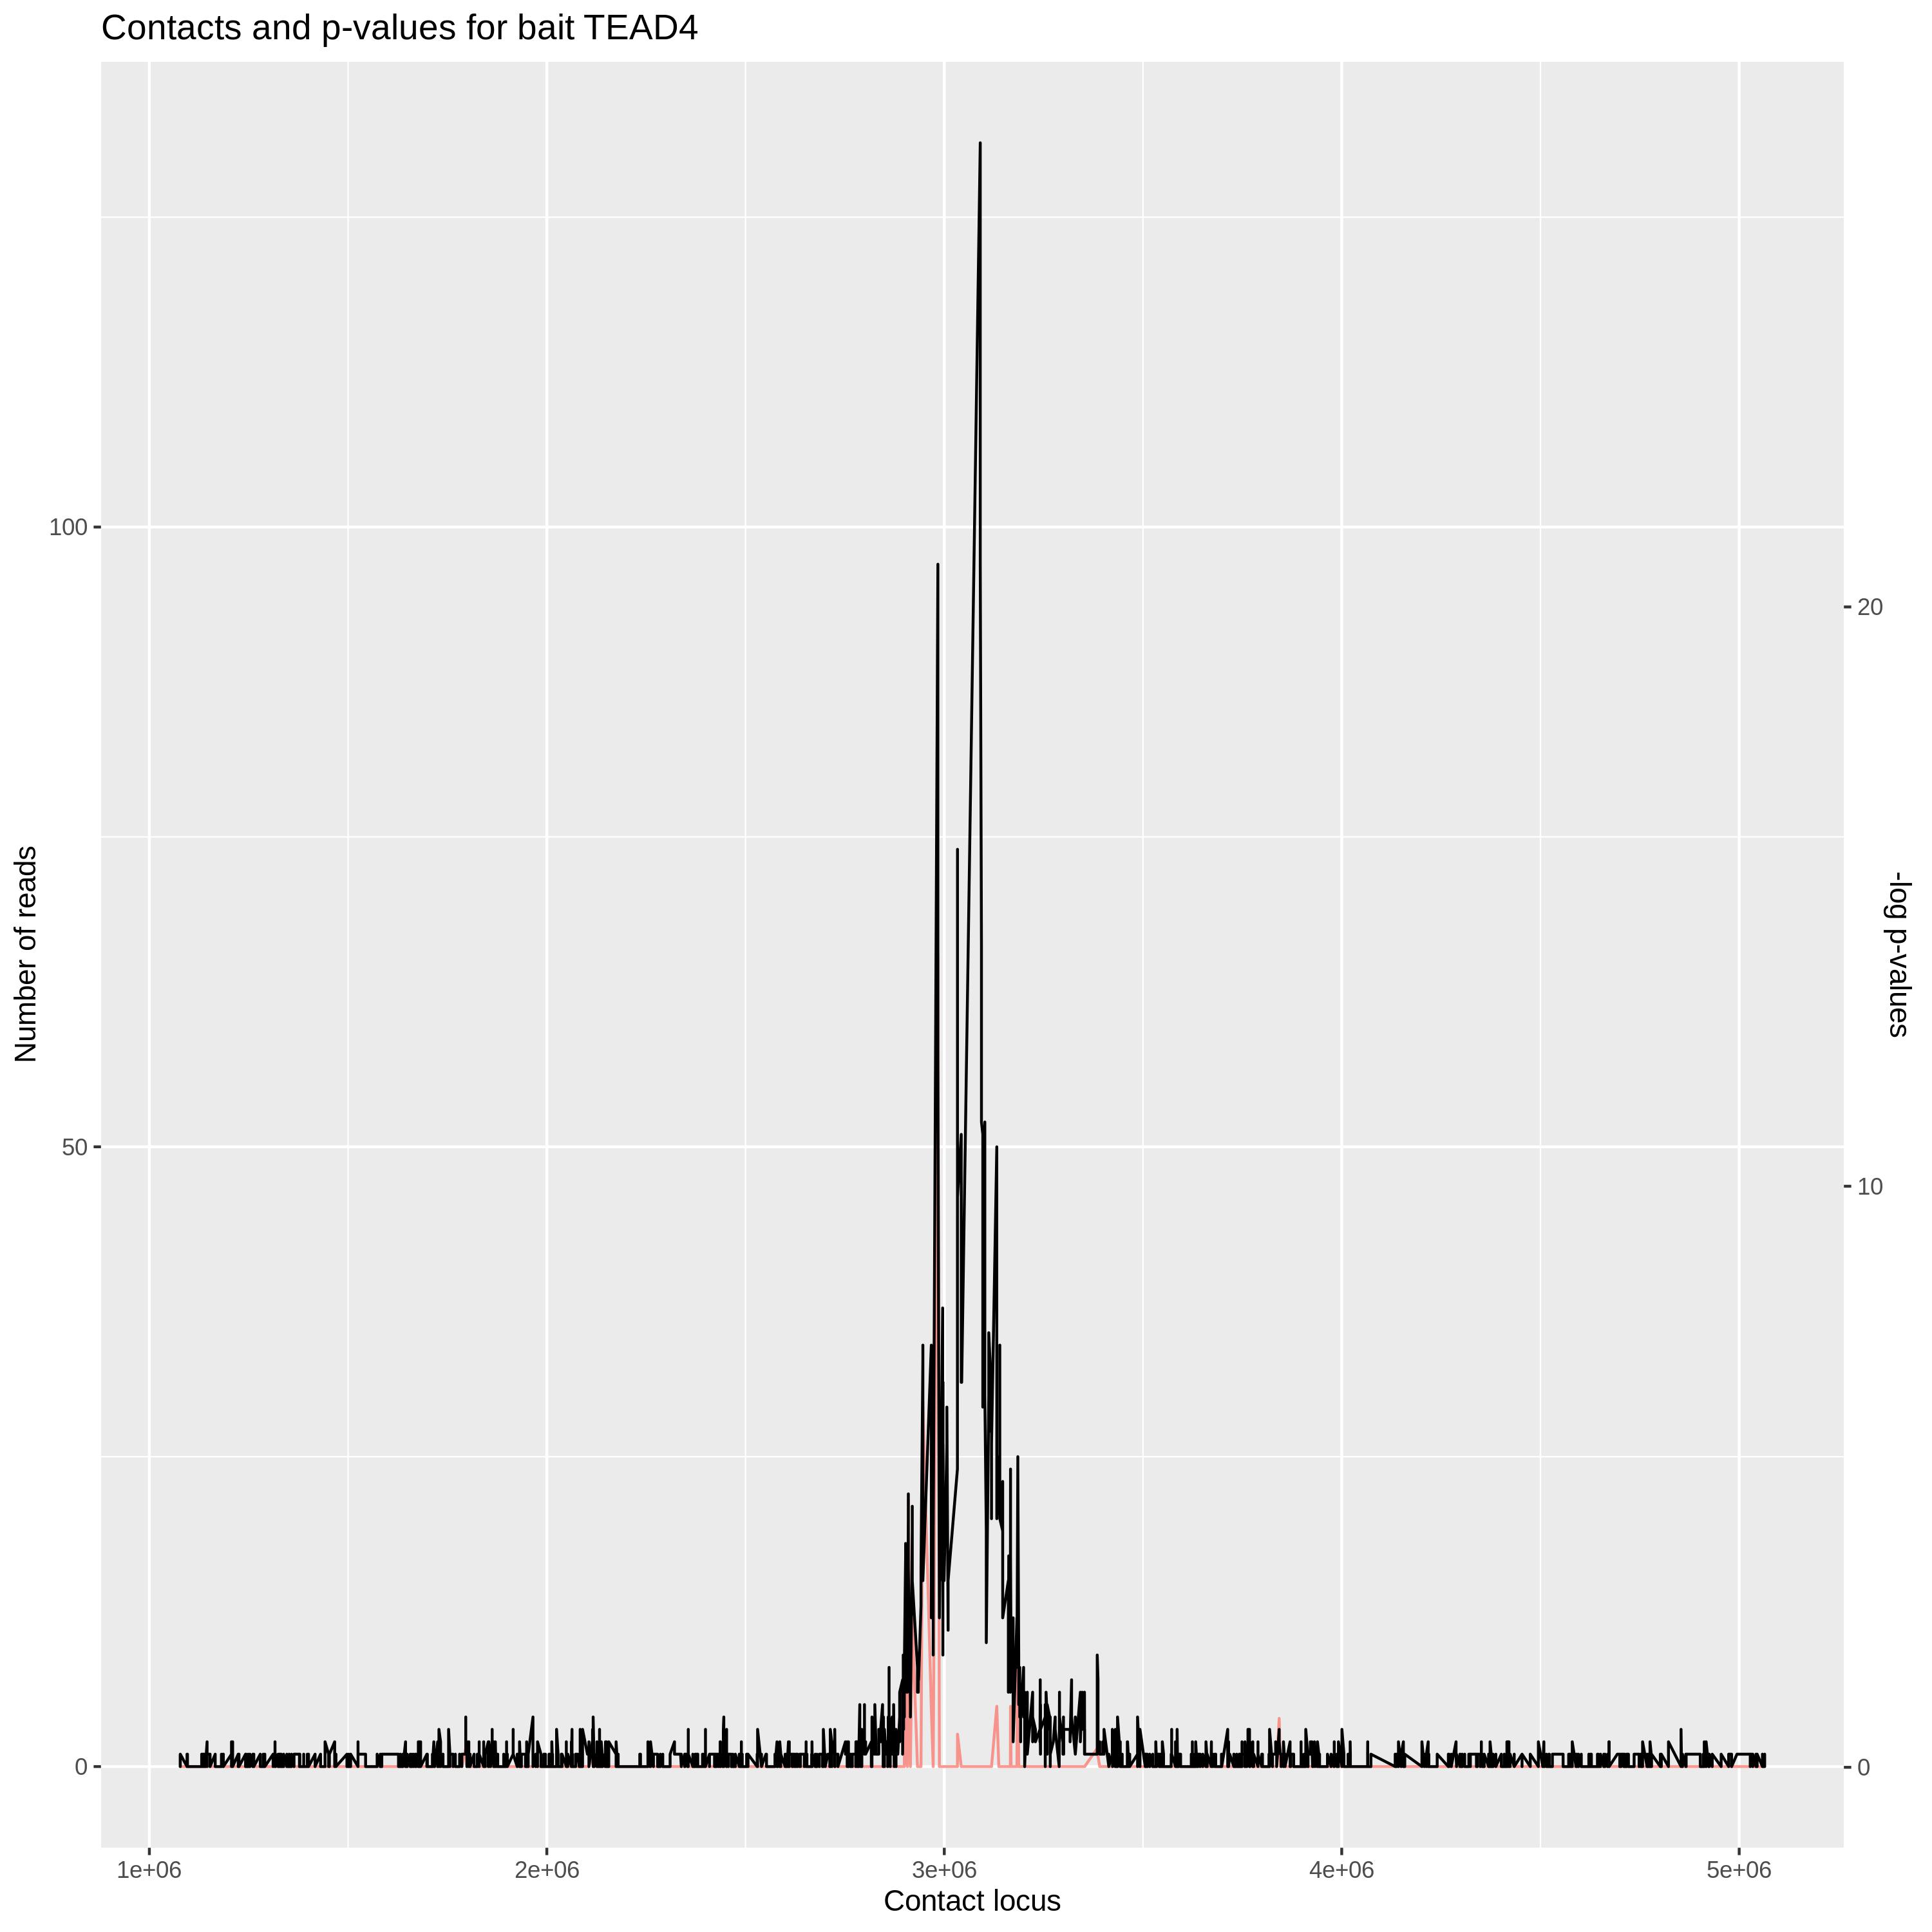 Contacts and p-values for bait TEAD4
Number of reads
100
50
0
20
10
0
-log p-values
1e+06
2e+06
3e+06
4e+06
5e+06
Contact locus